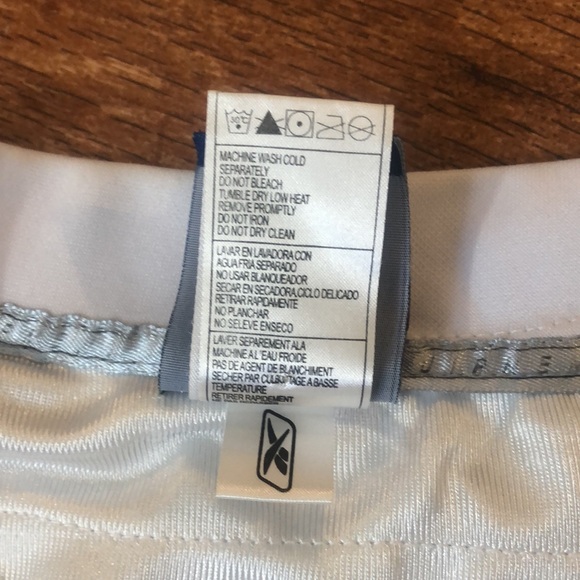 30°C
MACHINE WASH COLD
SEPARATELY
DO NOT BLEACH
TUMBLE DRY LOW HEAT
REMOVE PROMPTLY
DO NOT IRON
DO NOT DRY CLEAN
LAVAR EN LAVADORA CON
AGUA FRIA SEPARADO
NO USAR BLANQUEADOR
SECAR EN SECADORA,CICLO DELICADO
RETIRAR RAPIDAMENTE
NO PLANCHAR
NO SELEVE ENSECO
LAVER SEPAREMENT ALA
MACHINE A L'EAU FROIDE
PAS DE AGENT DE BLANCHIMENT
SECHER PAR CULBUTAGE A BASSE
TEMPERATURE
RETIRER RAPIDEMENT